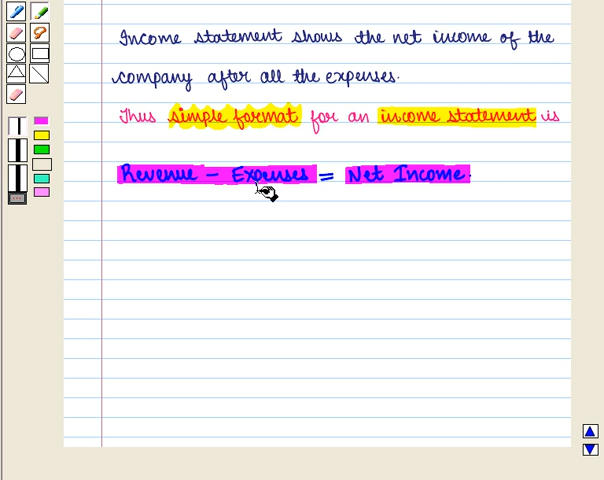 Income statement shows the net income of the
company after all the expenses.
Thus simple format for an income statement is
Revenue - Expenses = Net Income.